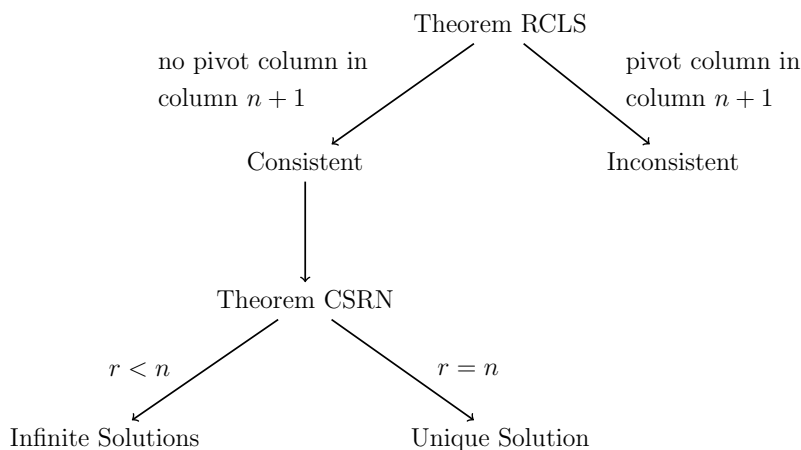 Theorem RCLS
no pivot column in
column n + 1
pivot column in
column n + 1
Consistent
Inconsistent
Theorem CSRN
r < n
r = n
Infinite Solutions
Unique Solution